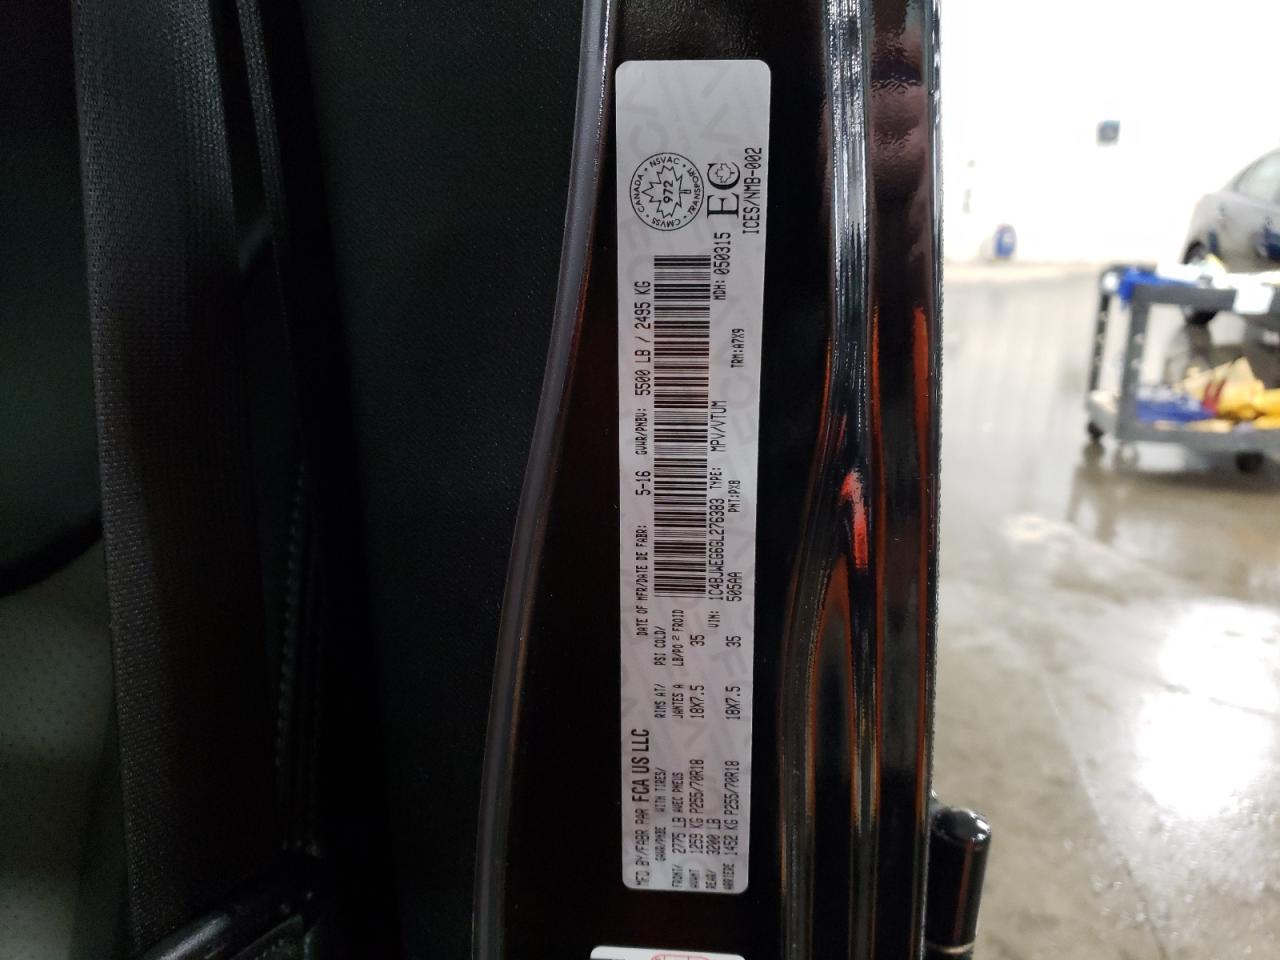 MFD BY/FABR PAR FCA US LLC
DATE OF MFR/DATE DE FABR: 5-16 GVWR/PNBV: 5500 LB / 2495 KG
GAWR/PNBE WITH TIRES/ RIMS AT/ PSI COLD/
FRONT/ 2775 LB AVEC PNEUS JANTES A LB/PO² FROID
AVANT 1259 KG P255/70R18 18X7.5 35
REAR/ 3200 LB
ARRIERE 1452 KG P255/70R18 18X7.5 35
VIN: 1C4BJWEG6GL276383 TYPE: MPV/VTUM MDH: 050315
505AA PNT:PX8 TRM:A7X9
CMVSS • CANADA • NSVAC • TRANSPORT •
972
EC
ICES/NMB-002